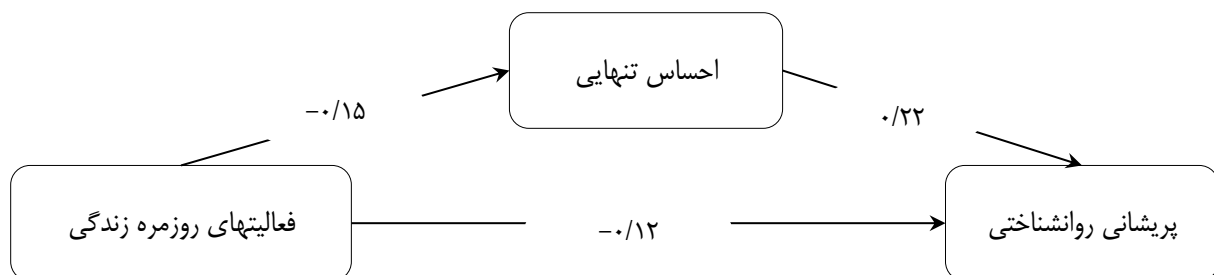 احساس تنهایی
−۰/۱۵
۰/۲۲
فعالیتهای روزمره زندگی
−۰/۱۲
پریشانی روانشناختی